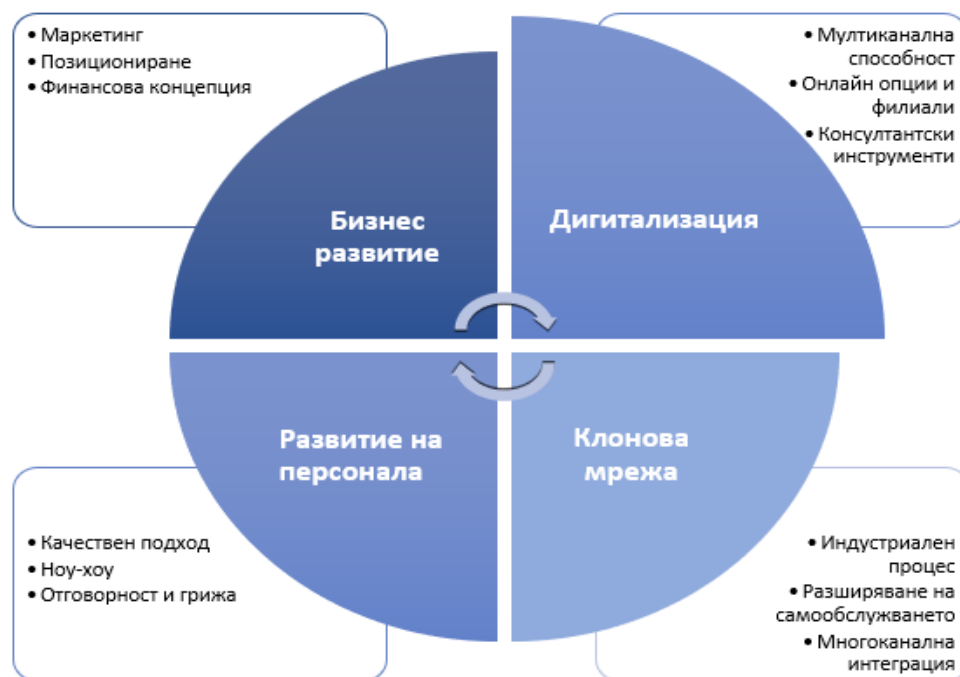 • Маркетинг
• Позициониране
• Финансова концепция
Бизнес
развитие
• Мултиканална
способност
• Онлайн опции и
филиали
• Консултантски
инструменти
Дигитализация
Развитие на
персонала
• Качествен подход
• Ноу-хоу
• Отговорност и грижа
Клонова
мрежа
• Индустриален
процес
• Разширяване на
самообслужването
• Многоканална
интеграция